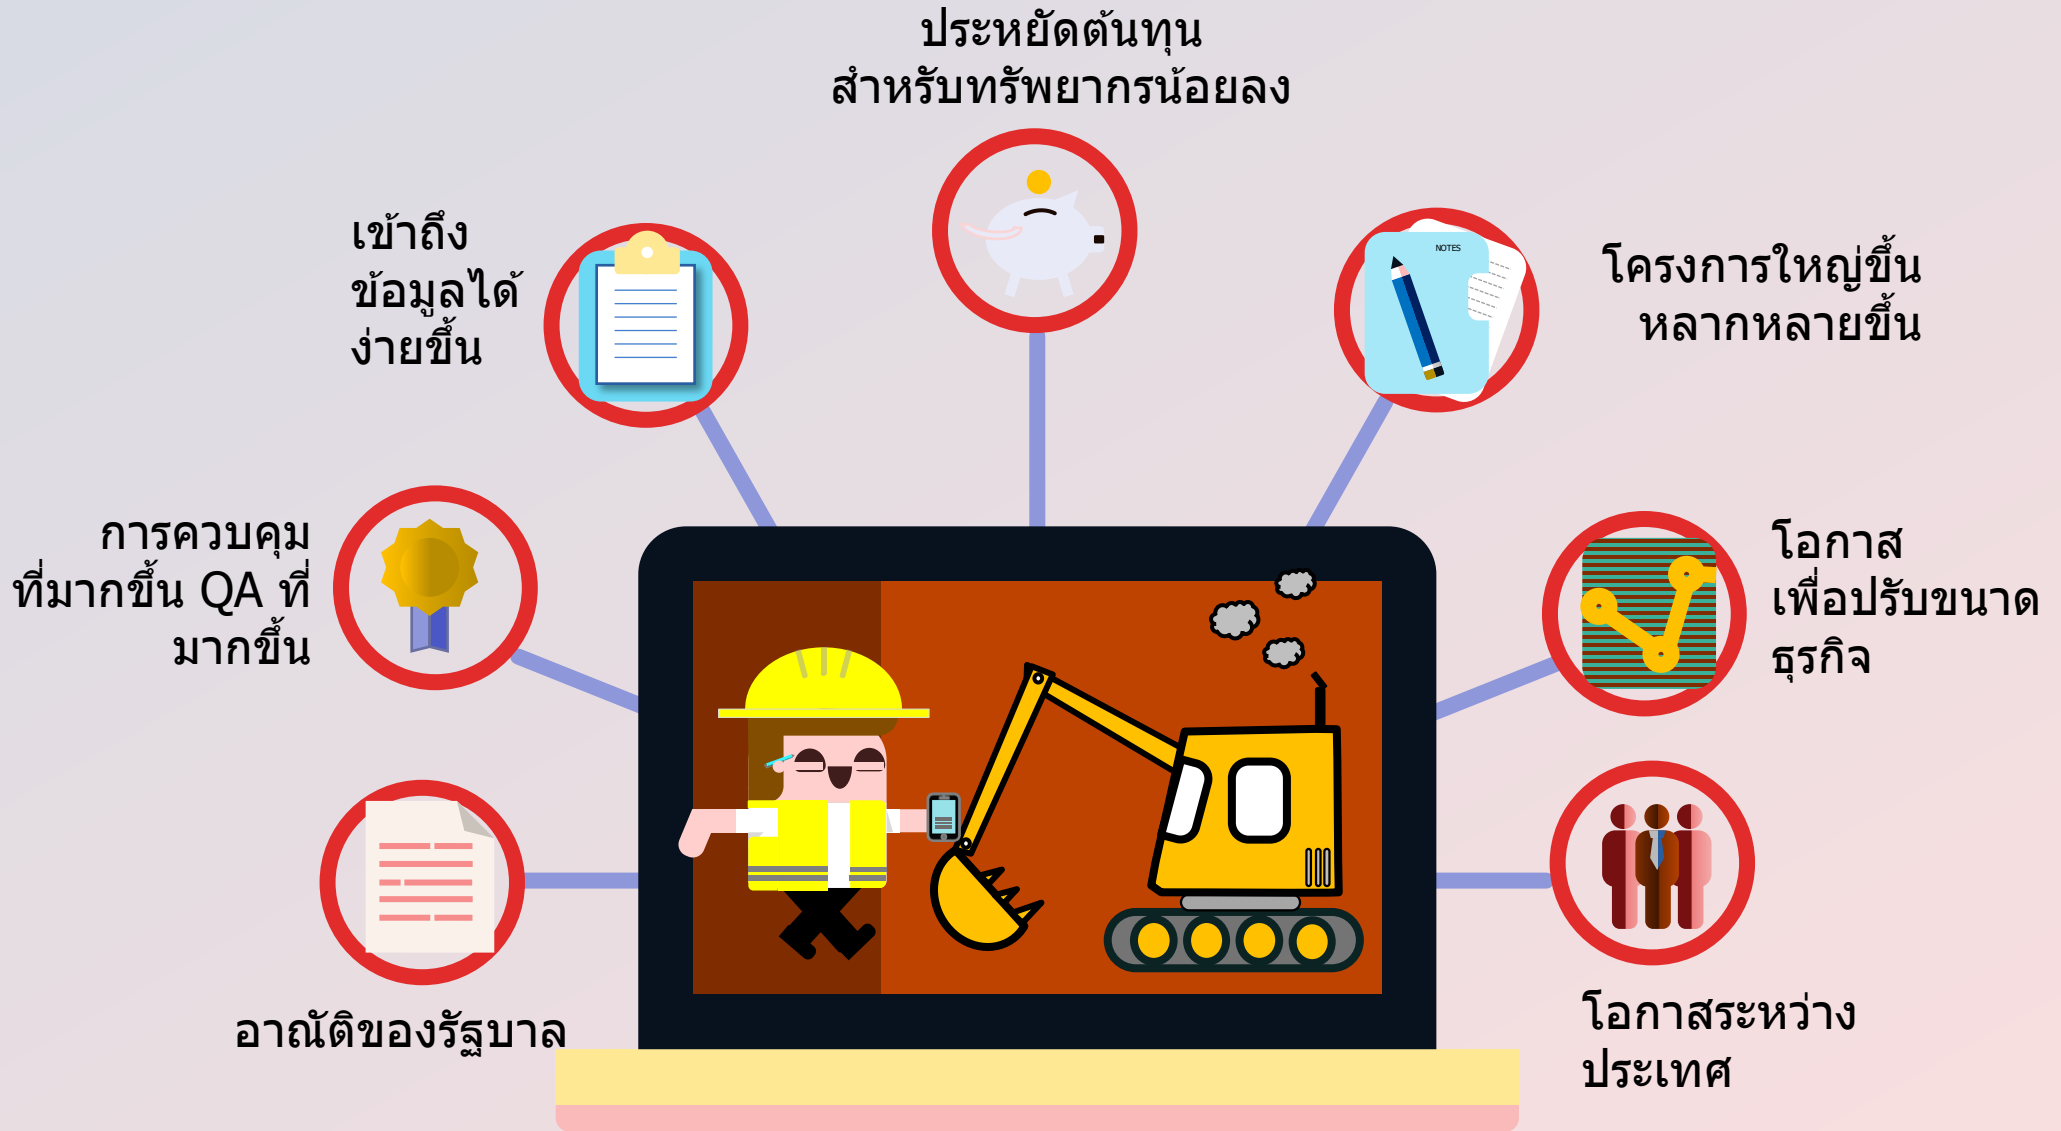 ประหยัดต้นทุน
สำหรับทรัพยากรน้อยลง
เข้าถึง
ข้อมูลได้
ง่ายขึ้น
NOTES
โครงการใหญ่ขึ้น
หลากหลายขึ้น
การควบคุม
ที่มากขึ้น QA ที่
มากขึ้น
โอกาส
เพื่อปรับขนาด
ธุรกิจ
อาณัติของรัฐบาล
โอกาสระหว่าง
ประเทศ